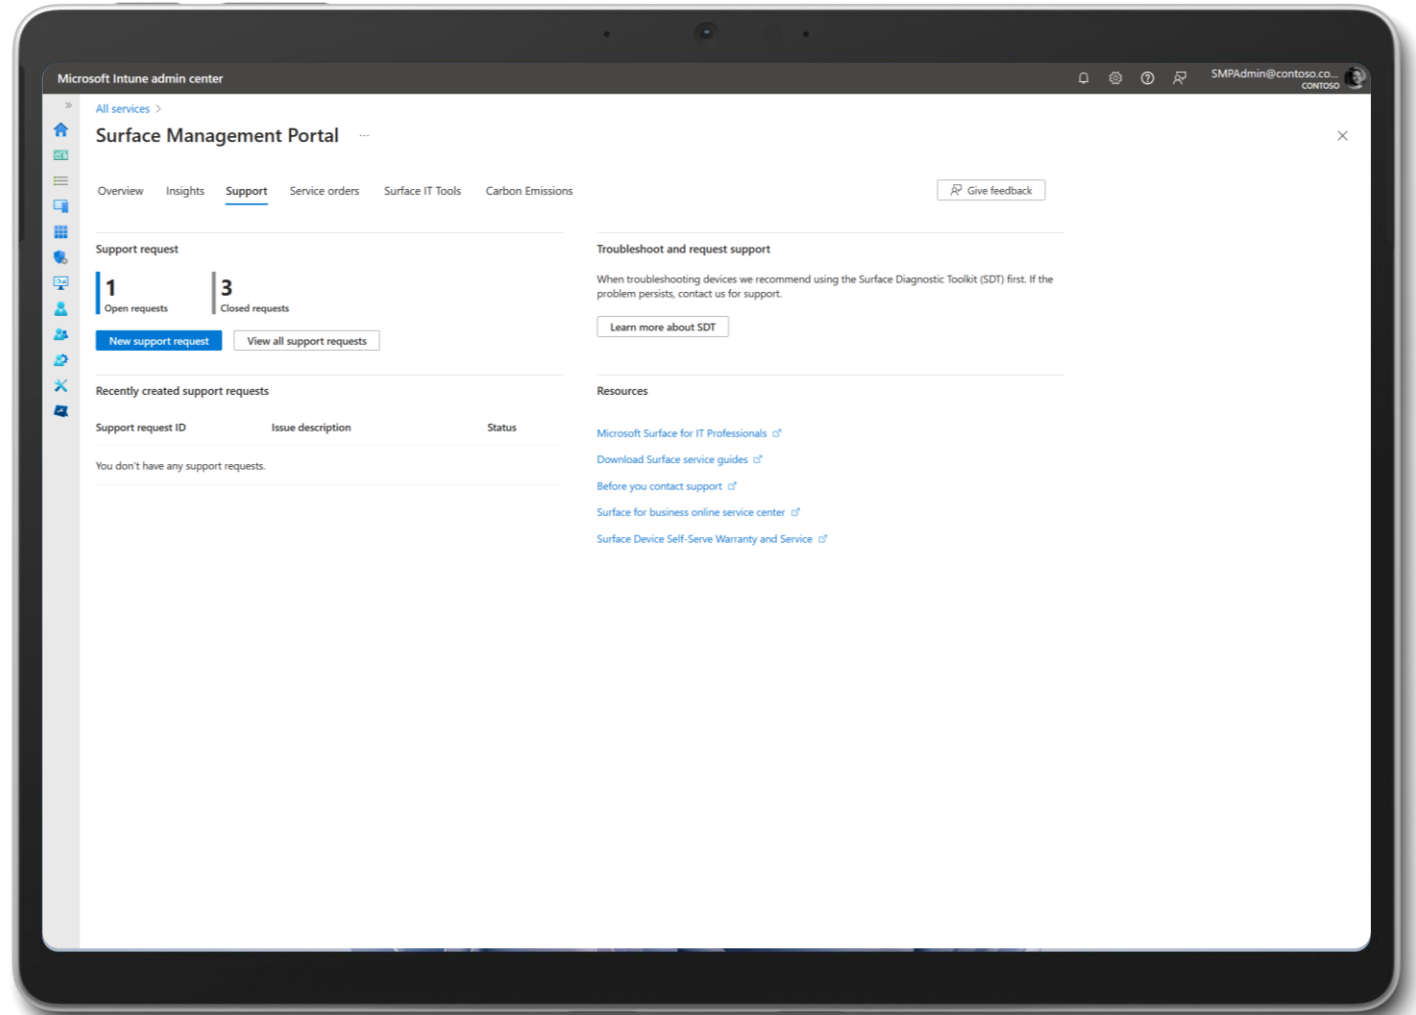 Microsoft Intune admin center
SMPAdmin@contoso.co...
CONTOSO
All services >
Surface Management Portal ...
Overview Insights Support Service orders Surface IT Tools Carbon Emissions
Give feedback
Support request
1
Open requests
3
Closed requests
New support request
View all support requests
Troubleshoot and request support
When troubleshooting devices we recommend using the Surface Diagnostic Toolkit (SDT) first. If the
problem persists, contact us for support.
Learn more about SDT
Recently created support requests
Support request ID Issue description Status
You don't have any support requests.
Resources
Microsoft Surface for IT Professionals
Download Surface service guides
Before you contact support
Surface for business online service center
Surface Device Self-Serve Warranty and Service